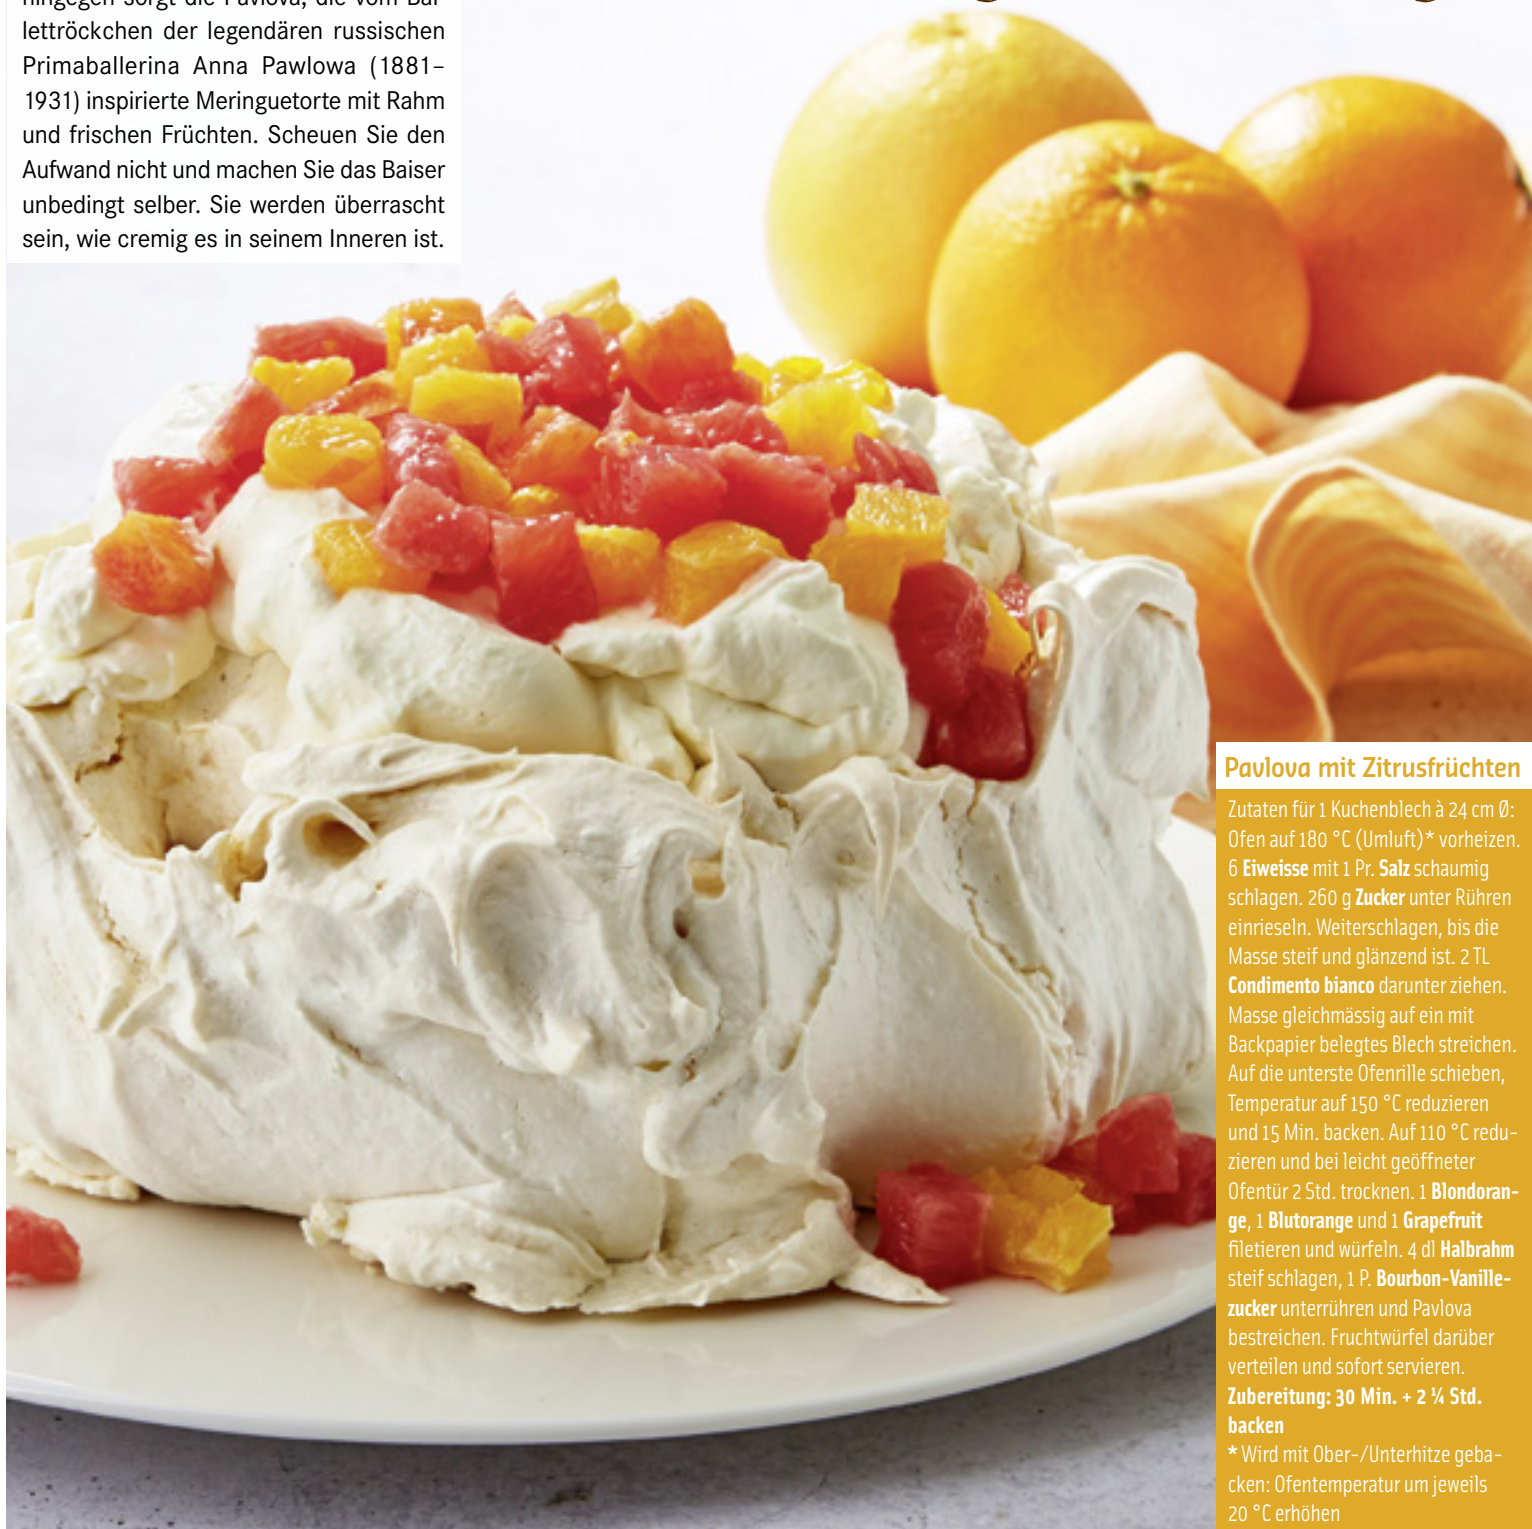 hingegen sorgt die Pavlova, die vom Bal-
lettröckchen der legendären russischen
Primaballerina Anna Pawlowa (1881–
1931) inspirierte Meringuetorte mit Rahm
und frischen Früchten. Scheuen Sie den
Aufwand nicht und machen Sie das Baiser
unbedingt selber. Sie werden überrascht
sein, wie cremig es in seinem Inneren ist.
Pavlova mit Zitrusfrüchten
Zutaten für 1 Kuchenblech à 24 cm Ø:
Ofen auf 180 °C (Umluft)* vorheizen.
6 Eiweisse mit 1 Pr. Salz schaumig
schlagen. 260 g Zucker unter Rühren
einrieseln. Weiterschlagen, bis die
Masse steif und glänzend ist. 2 TL
Condimento bianco darunter ziehen.
Masse gleichmässig auf ein mit
Backpapier belegtes Blech streichen.
Auf die unterste Ofenrille schieben,
Temperatur auf 150 °C reduzieren
und 15 Min. backen. Auf 110 °C redu-
zieren und bei leicht geöffneter
Ofentür 2 Std. trocknen. 1 Blondoran-
ge, 1 Blutorange und 1 Grapefruit
filetieren und würfeln. 4 dl Halbrahm
steif schlagen, 1 P. Bourbon-Vanille-
zucker unterrühren und Pavlova
bestreichen. Fruchtwürfel darüber
verteilen und sofort servieren.
Zubereitung: 30 Min. + 2 ¼ Std.
backen
* Wird mit Ober-/Unterhitze geba-
cken: Ofentemperatur um jeweils
20 °C erhöhen